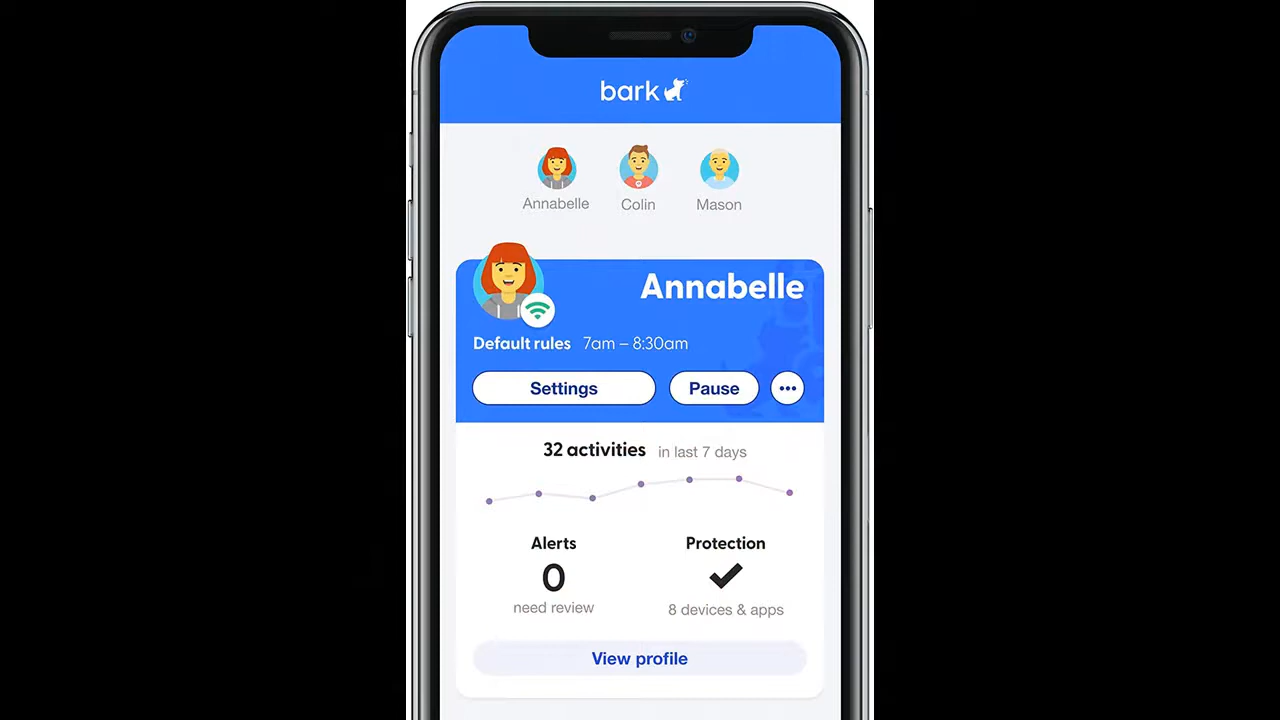 bark
Annabelle Colin Mason
Annabelle
Default rules 7am – 8:30am
Settings Pause
32 activities in last 7 days
Alerts Protection
0
need review 8 devices & apps
View profile